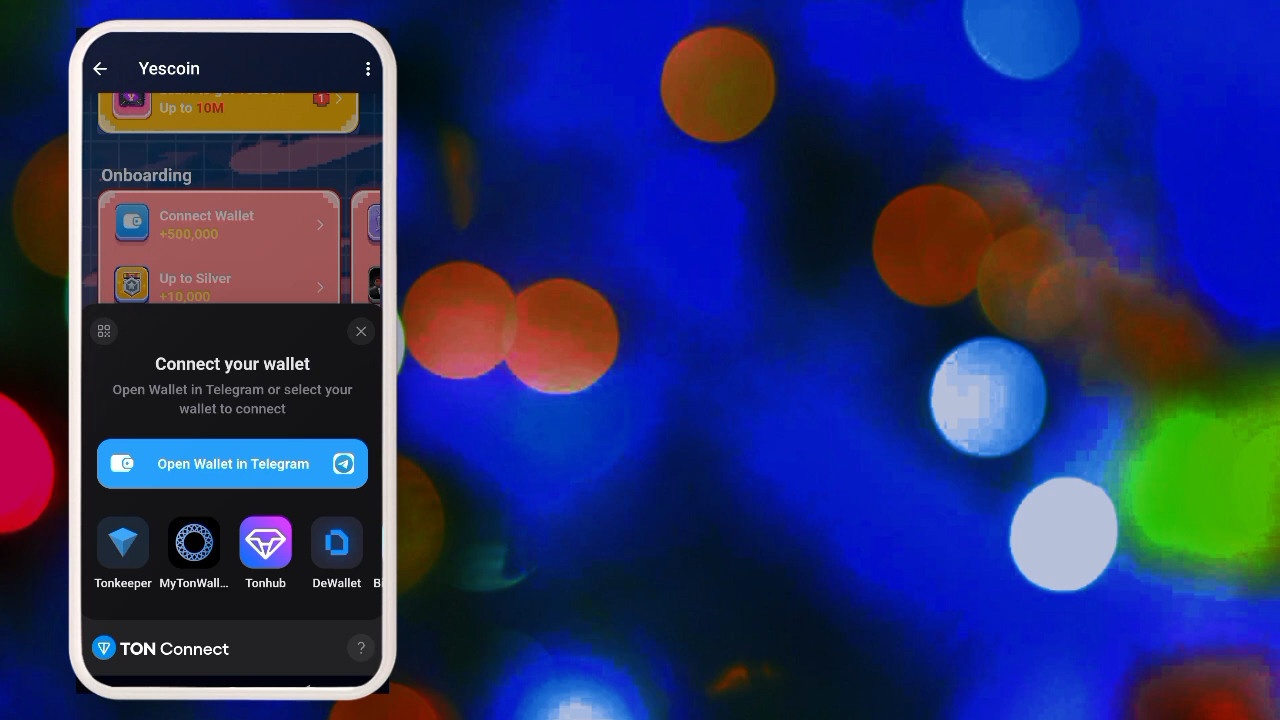 Yescoin
Up to 10M
1
Onboarding
Connect Wallet
+500,000
Up to Silver
+10,000
Connect your wallet
Open Wallet in Telegram or select your
wallet to connect
Open Wallet in Telegram
Tonkeeper MyTonWall... Tonhub DeWallet
TON Connect
?